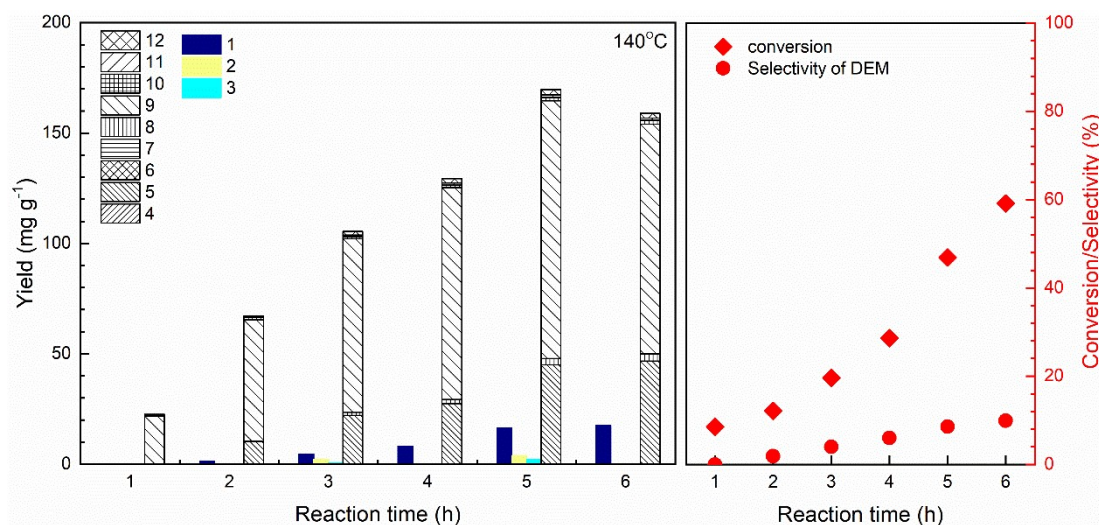 200
150
100
50
0
Yield (mg g⁻¹)
12
11
10
9
8
7
6
5
4
1
2
3
140°C
1 2 3 4 5 6
Reaction time (h)
conversion
Selectivity of DEM
100
80
60
40
20
0
Conversion/Selectivity (%)
1 2 3 4 5 6
Reaction time (h)